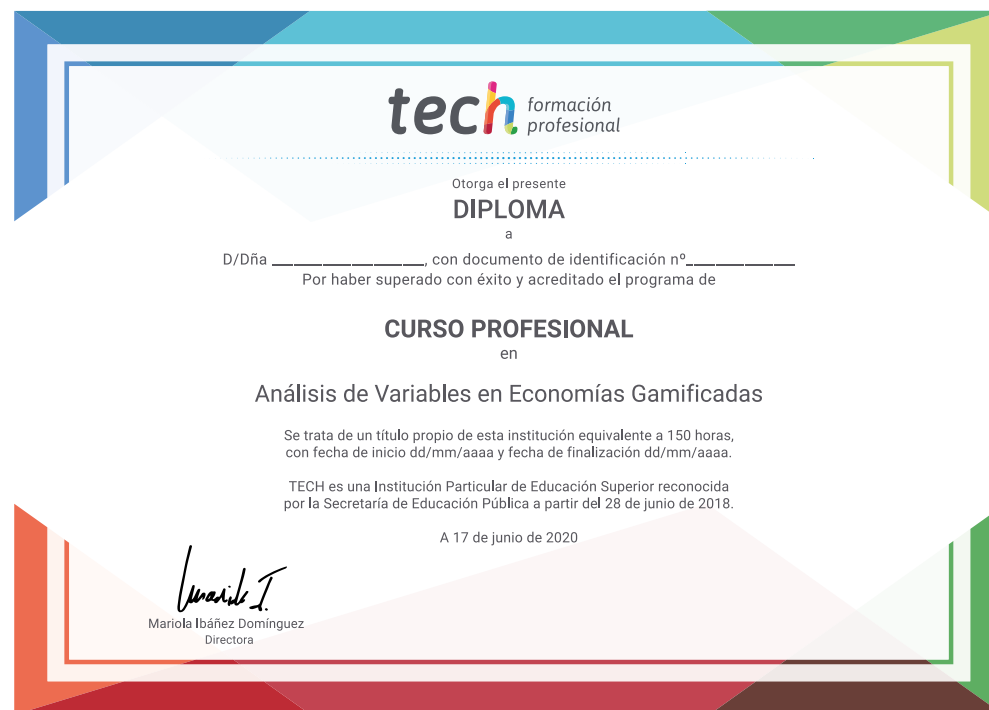 tech formación
profesional
Otorga el presente
DIPLOMA
a
D/Dña ____________________, con documento de identificación nº______________
Por haber superado con éxito y acreditado el programa de
CURSO PROFESIONAL
en
Análisis de Variables en Economías Gamificadas
Se trata de un título propio de esta institución equivalente a 150 horas,
con fecha de inicio dd/mm/aaaa y fecha de finalización dd/mm/aaaa.
TECH es una Institución Particular de Educación Superior reconocida
por la Secretaría de Educación Pública a partir del 28 de junio de 2018.
A 17 de junio de 2020
Mariola Ibáñez Domínguez
Directora